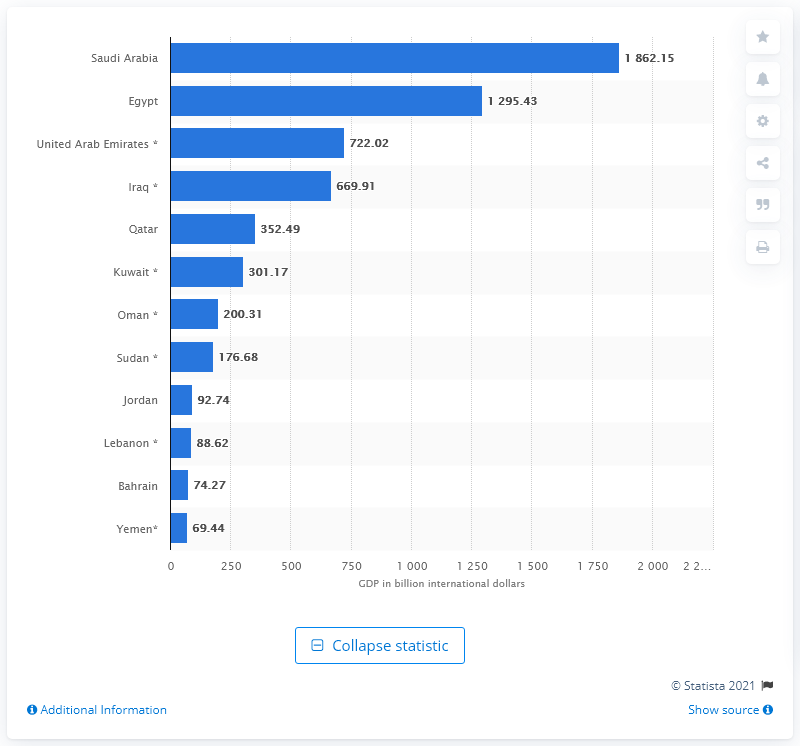 Saudi Arabia 1 862.15
Egypt 1 295.43
United Arab Emirates * 722.02
Iraq * 669.91
Qatar 352.49
Kuwait * 301.17
Oman * 200.31
Sudan * 176.68
Jordan 92.74
Lebanon * 88.62
Bahrain 74.27
Yemen* 69.44
0 250 500 750 1 000 1 250 1 500 1 750 2 000 2 2...
GDP in billion international dollars
Collapse statistic
© Statista 2021
Additional Information Show source